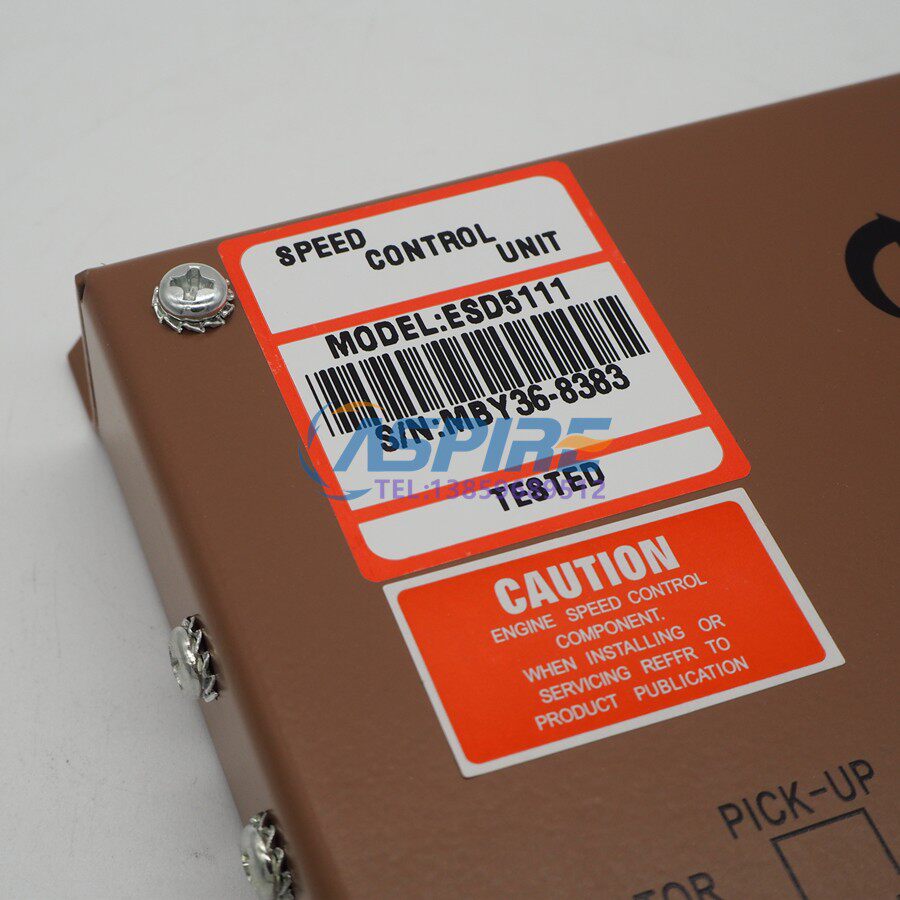 SPEED CONTROL UNIT
MODEL:ESD5111
S/N:MBY36-8383
ASPIRE
TESTED
CAUTION
ENGINE SPEED CONTROL
COMPONENT.
WHEN INSTALLING OR
SERVICING REFFR TO
PRODUCT PUBLICATION
PICK-UP